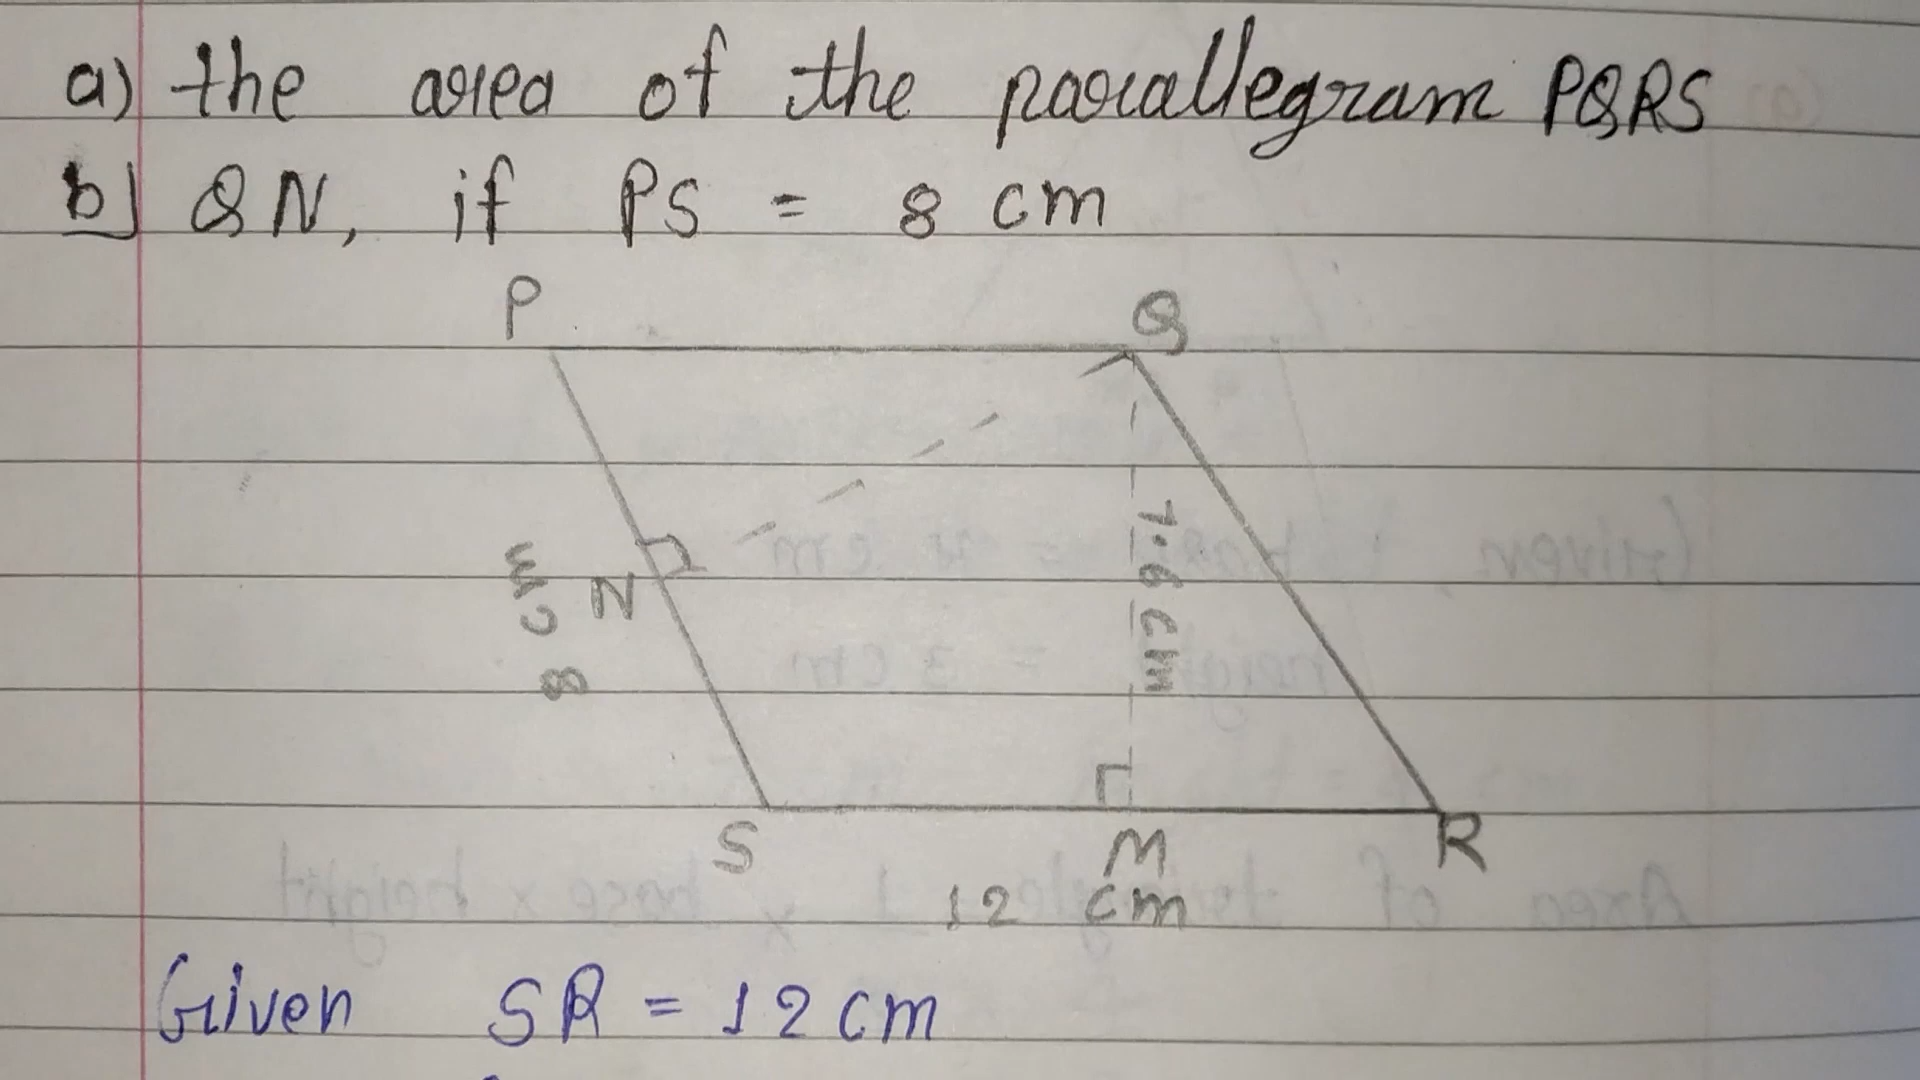 a) the area of the parallegram PQRS
b) QN, if PS = 8 cm
P Q
8 cm
N
7.6 cm
S M R
12 cm
Given SR = 12 cm